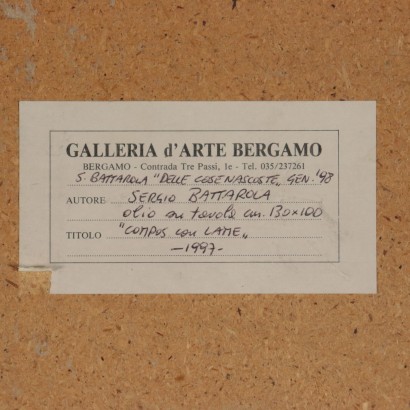 GALLERIA d'ARTE BERGAMO
BERGAMO - Contrada Tre Passi, 1e - Tel. 035/237261
S. BATTAROLA "DELLE COSE NASCOSTE„ GEN. '98
AUTORE SERGIO BATTAROLA
olio su tavola cm. 130x100
TITOLO "COMPUS con LAME„
-1997-